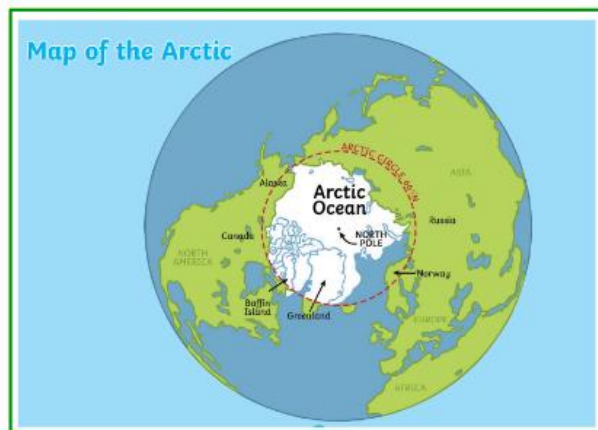 Map of the Arctic
ARCTIC CIRCLE 66°N
ASIA
Alaska
Arctic
Ocean
Russia
NORTH
POLE
Canada
NORTH
AMERICA
Norway
Baffin
Island
Greenland
EUROPE
AFRICA